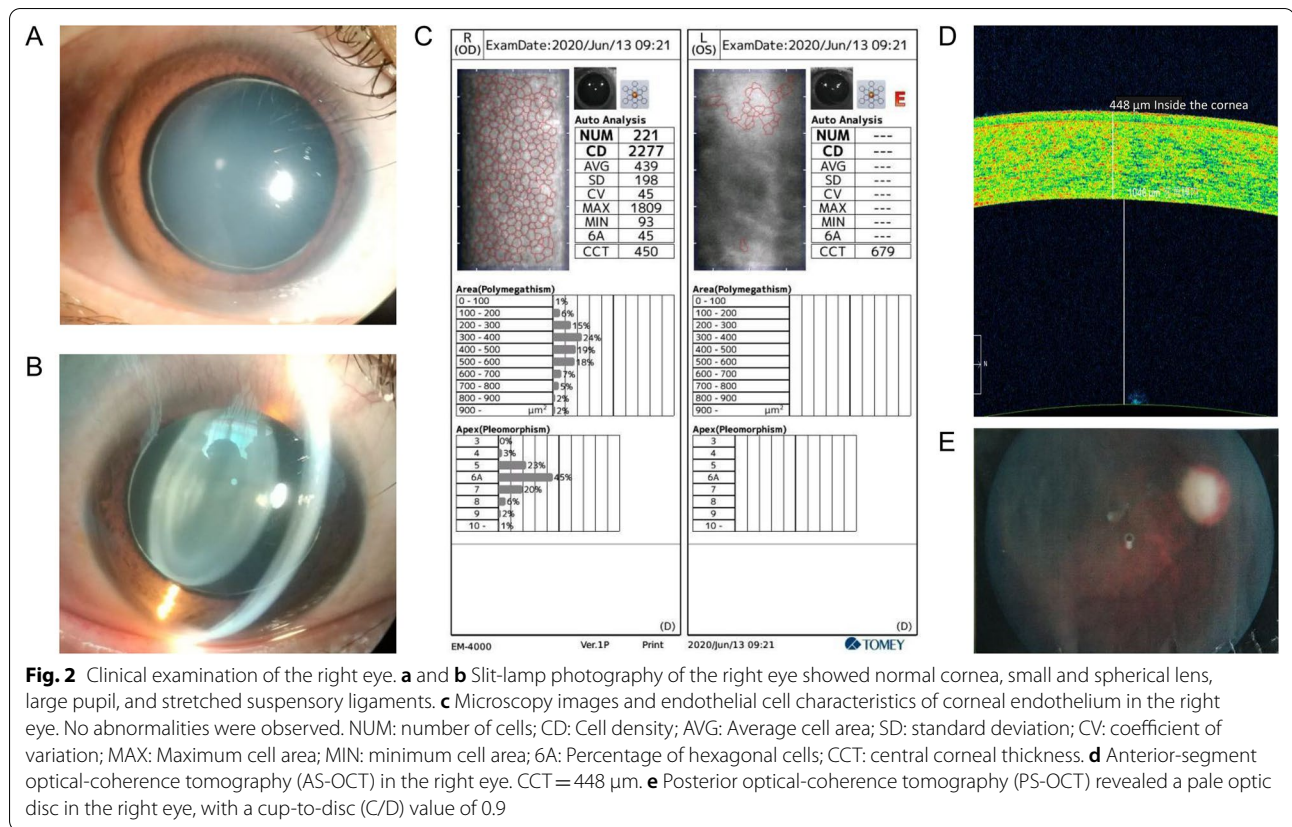 A
B
C
R
(OD)
ExamDate:2020/Jun/13 09:21
Auto Analysis
NUM 221
CD 2277
AVG 439
SD 198
CV 45
MAX 1809
MIN 93
6A 45
CCT 450
Area(Polymegathism)
0 - 100 1%
100 - 200 6%
200 - 300 15%
300 - 400 24%
400 - 500 19%
500 - 600 18%
600 - 700 7%
700 - 800 5%
800 - 900 2%
900 - µm² 2%
Apex(Pleomorphism)
3 0%
4 3%
5 23%
6A 45%
7 20%
8 6%
9 2%
10 - 1%
(D)
EM-4000 Ver.1P Print
L
(OS)
ExamDate:2020/Jun/13 09:21
E
Auto Analysis
NUM ---
CD ---
AVG ---
SD ---
CV ---
MAX ---
MIN ---
6A ---
CCT 679
Area(Polymegathism)
0 - 100
100 - 200
200 - 300
300 - 400
400 - 500
500 - 600
600 - 700
700 - 800
800 - 900
900 - µm²
Apex(Pleomorphism)
3
4
5
6A
7
8
9
10 -
(D)
2020/Jun/13 09:21 TOMEY
D
448 µm Inside the cornea
N
E
Fig. 2 Clinical examination of the right eye. a and b Slit-lamp photography of the right eye showed normal cornea, small and spherical lens,
large pupil, and stretched suspensory ligaments. c Microscopy images and endothelial cell characteristics of corneal endothelium in the right
eye. No abnormalities were observed. NUM: number of cells; CD: Cell density; AVG: Average cell area; SD: standard deviation; CV: coefficient of
variation; MAX: Maximum cell area; MIN: minimum cell area; 6A: Percentage of hexagonal cells; CCT: central corneal thickness. d Anterior-segment
optical-coherence tomography (AS-OCT) in the right eye. CCT = 448 µm. e Posterior optical-coherence tomography (PS-OCT) revealed a pale optic
disc in the right eye, with a cup-to-disc (C/D) value of 0.9